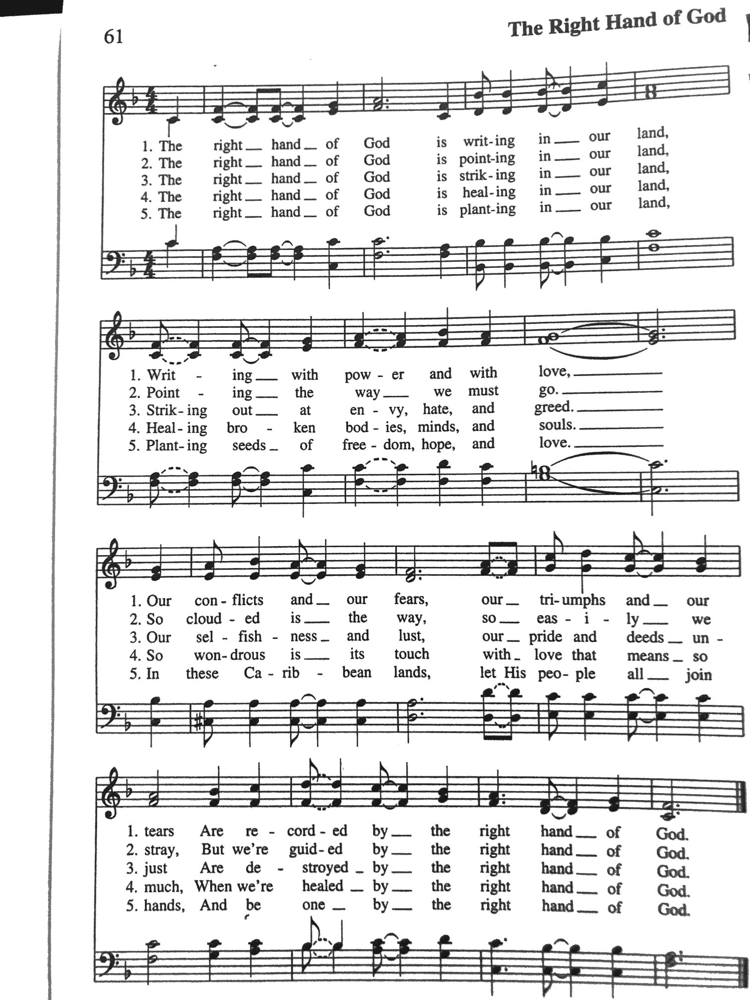 61
The Right Hand of God
1. The right hand of God is writ-ing in our land,
2. The right hand of God is point-ing in our land,
3. The right hand of God is strik-ing in our land,
4. The right hand of God is heal-ing in our land,
5. The right hand of God is plant-ing in our land,
1. Writ - ing with pow - er and with love,
2. Point - ing the way we must go.
3. Strik- ing out at en - vy, hate, and greed.
4. Heal- ing bro - ken bod - ies, minds, and souls.
5. Plant- ing seeds of free - dom, hope, and love.
1. Our con - flicts and our fears, our tri- umphs and our
2. So cloud - ed is the way, so eas - i - ly we
3. Our sel - fish - ness and lust, our pride and deeds un -
4. So won- drous is its touch with love that means so
5. In these Ca - rib - bean lands, let His peo- ple all join
1. tears Are re - cord - ed by the right hand of God.
2. stray, But we're guid- ed by the right hand of God.
3. just Are de - stroyed by the right hand of God.
4. much, When we're healed by the right hand of God.
5. hands, And be one by the right hand of God.